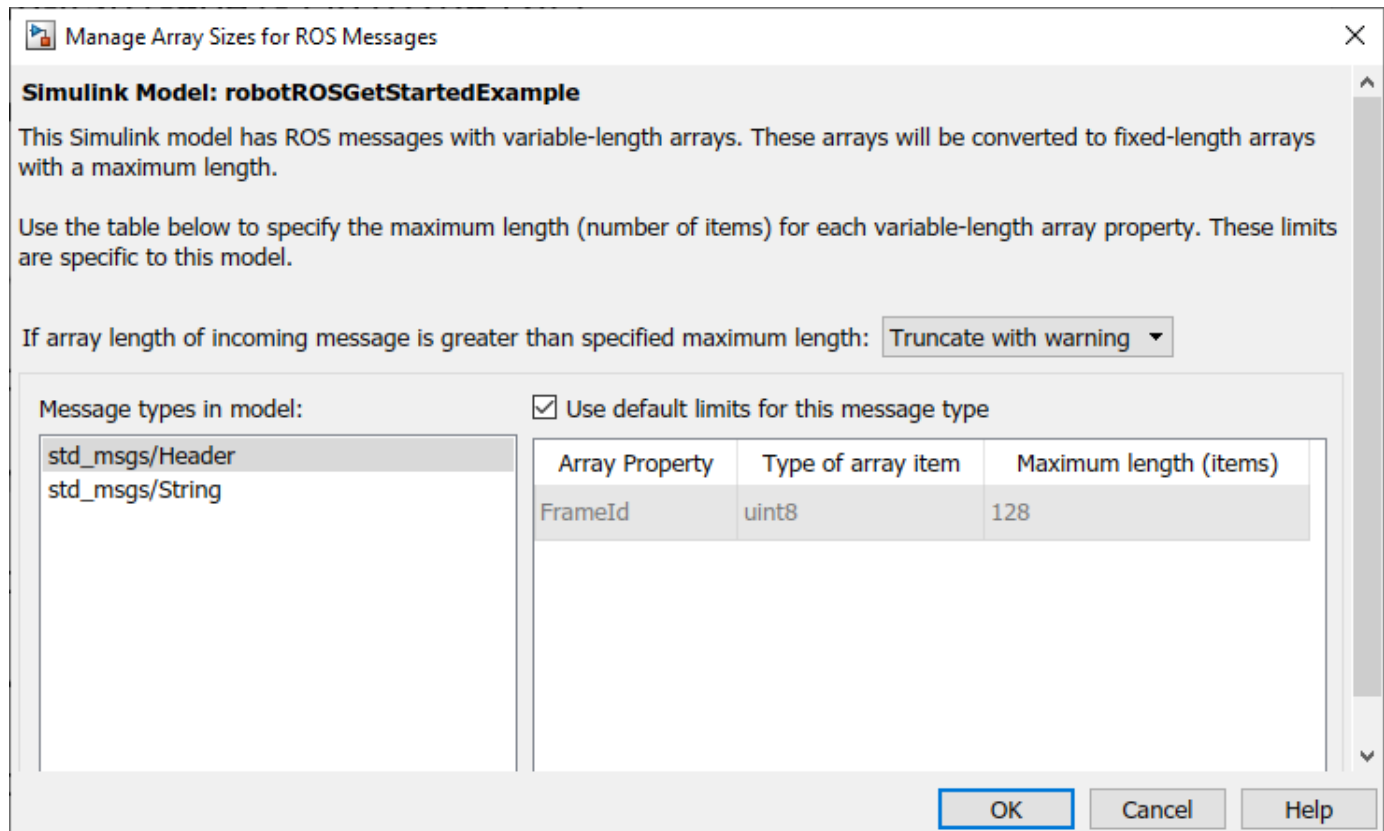 Manage Array Sizes for ROS Messages
Simulink Model: robotROSGetStartedExample
This Simulink model has ROS messages with variable-length arrays. These arrays will be converted to fixed-length arrays
with a maximum length.
Use the table below to specify the maximum length (number of items) for each variable-length array property. These limits
are specific to this model.
If array length of incoming message is greater than specified maximum length: Truncate with warning
Message types in model:
std_msgs/Header
std_msgs/String
Use default limits for this message type
Array Property Type of array item Maximum length (items)
FrameId uint8 128
OK Cancel Help